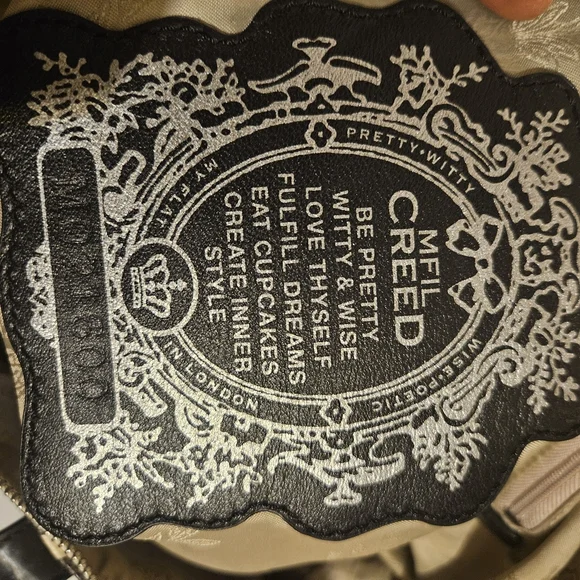 PRETTY • WITTY
WISE • POETIC
MFIL
CREED
BE PRETTY
WITTY & WISE
LOVE THYSELF
FULFILL DREAMS
EAT CUPCAKES
CREATE INNER
STYLE
MY FLAT
IN LONDON